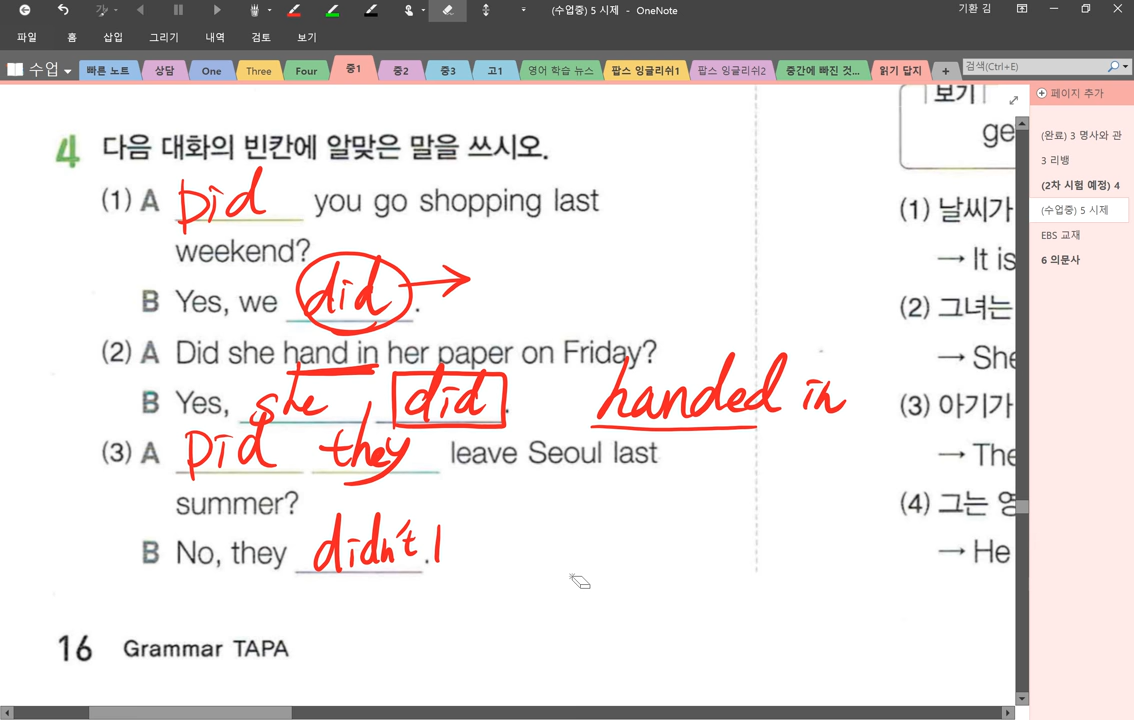 (수업중) 5 시제 - OneNote
기환 김
파일 홈 삽입 그리기 내역 검토 보기
수업 빠른 노트 상담 One Three Four 중1 중2 중3 고1 영어 학습 뉴스 팝스 잉글리쉬1 팝스 잉글리쉬2 중간에 빠진 것... 읽기 답지 + 검색(Ctrl+E)
페이지 추가
(완료) 3 명사와 관
3 리뱅
(2차 시험 예정) 4
(수업중) 5 시제
EBS 교재
6 의문사
4 다음 대화의 빈칸에 알맞은 말을 쓰시오.
(1) A Did you go shopping last
weekend?
B Yes, we did.
(2) A Did she hand in her paper on Friday?
B Yes, she did. handed in
(3) A Did they leave Seoul last
summer?
B No, they didn't.
16 Grammar TAPA
보기
ge
(1) 날씨가
→ It is
(2) 그녀는
→ She
(3) 아기가
→ The
(4) 그는 영
→ He